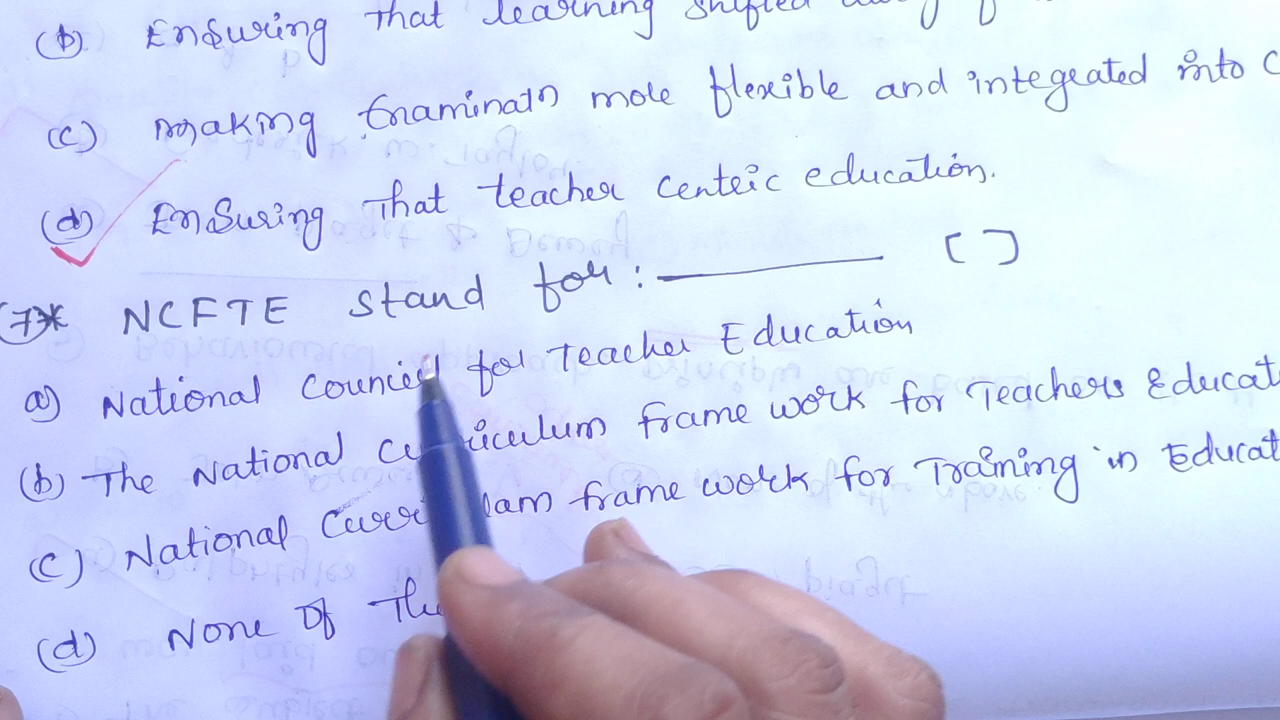 (b) Ensuring That learning shifted
(c) making Examinatn more flexible and integrated into
(d) Ensuring That teacher centric education.
(7)* NCFTE stand for : ______ [ ]
a) National Council for Teacher Education
(b) The National Curriculum frame work for Teachers Educat
(c) National Curriculam frame work for Training in Educat
(d) None Of The